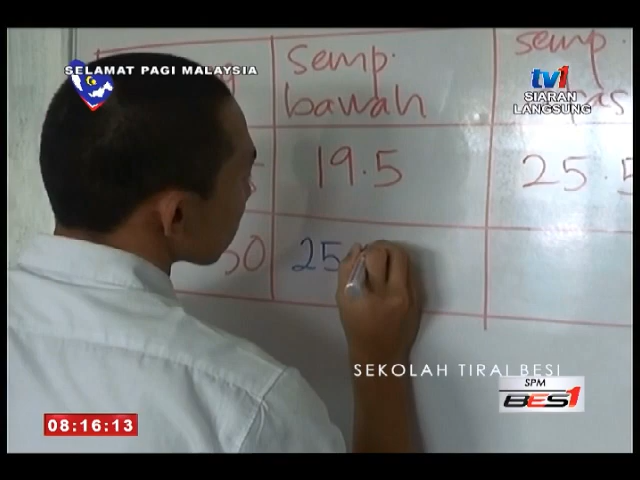 SELAMAT PAGI MALAYSIA
tv1
SIARAN
LANGSUNG
semp.
bawah
semp.
19.5
25.5
50
25
SEKOLAH TIRAI BESI
SPM
BES1
08:16:13